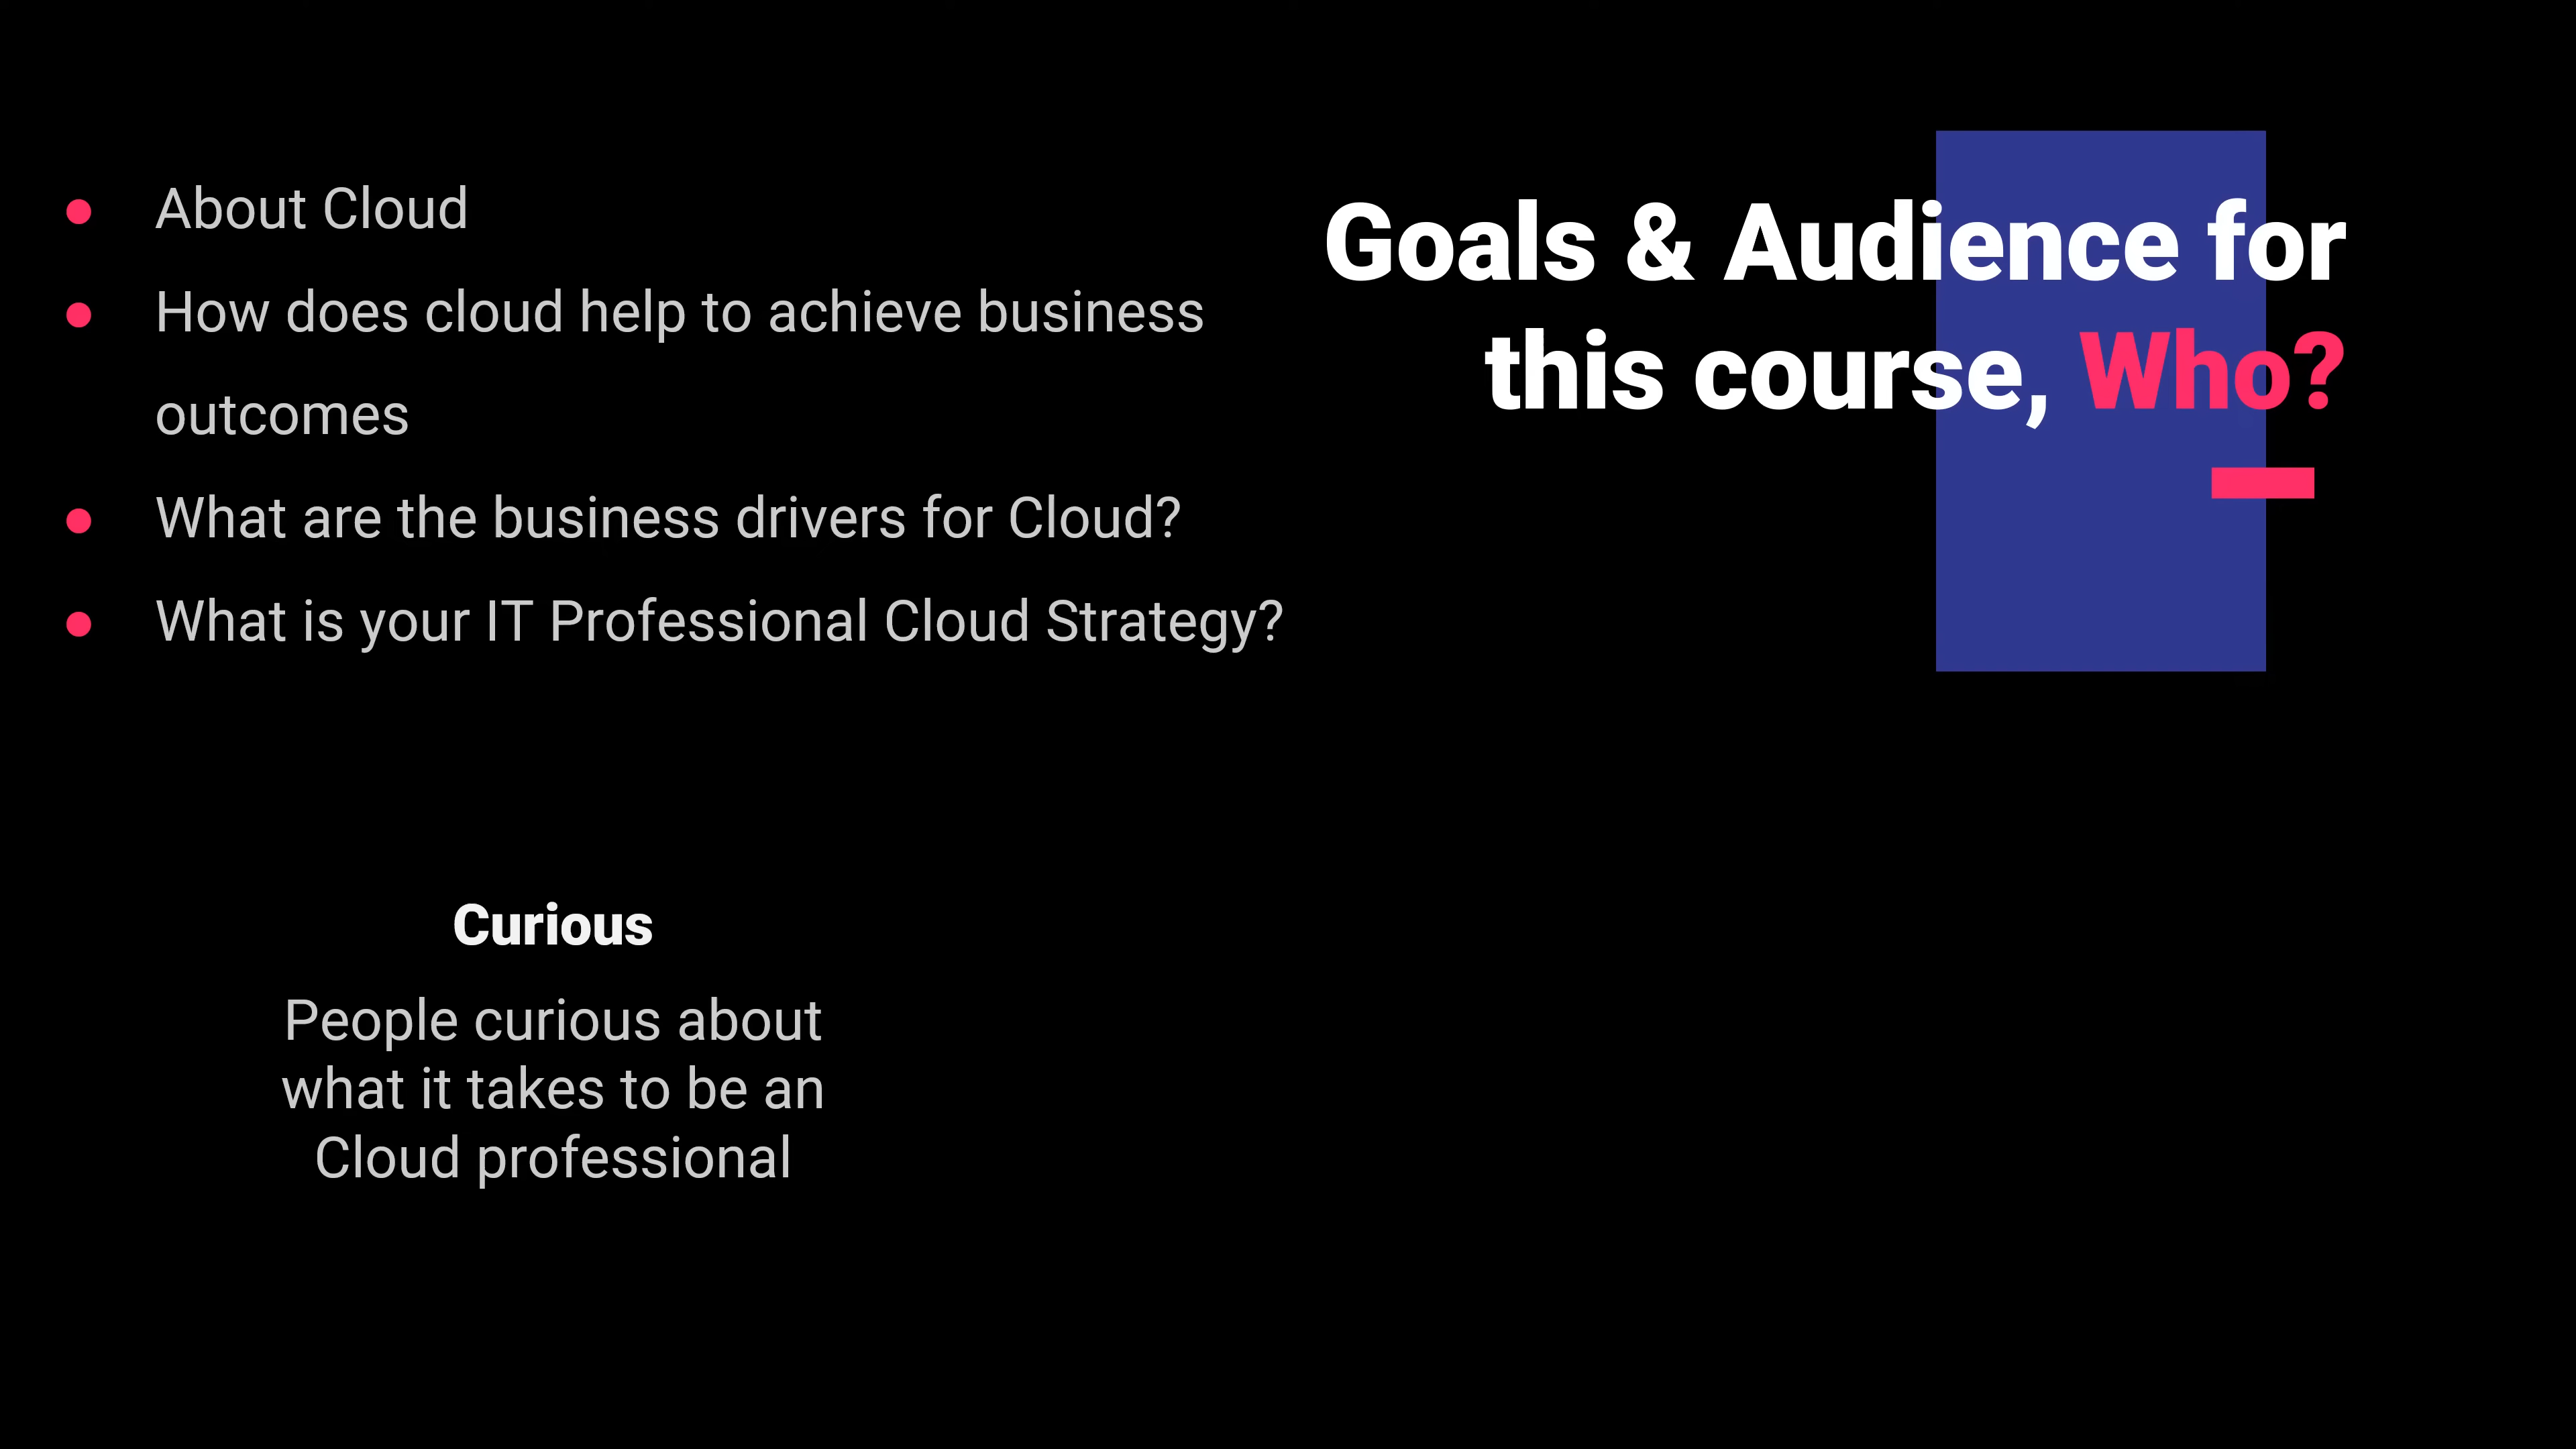 Goals & Audience for
this course, Who?
About Cloud
How does cloud help to achieve business
outcomes
What are the business drivers for Cloud?
What is your IT Professional Cloud Strategy?
Curious
People curious about
what it takes to be an
Cloud professional